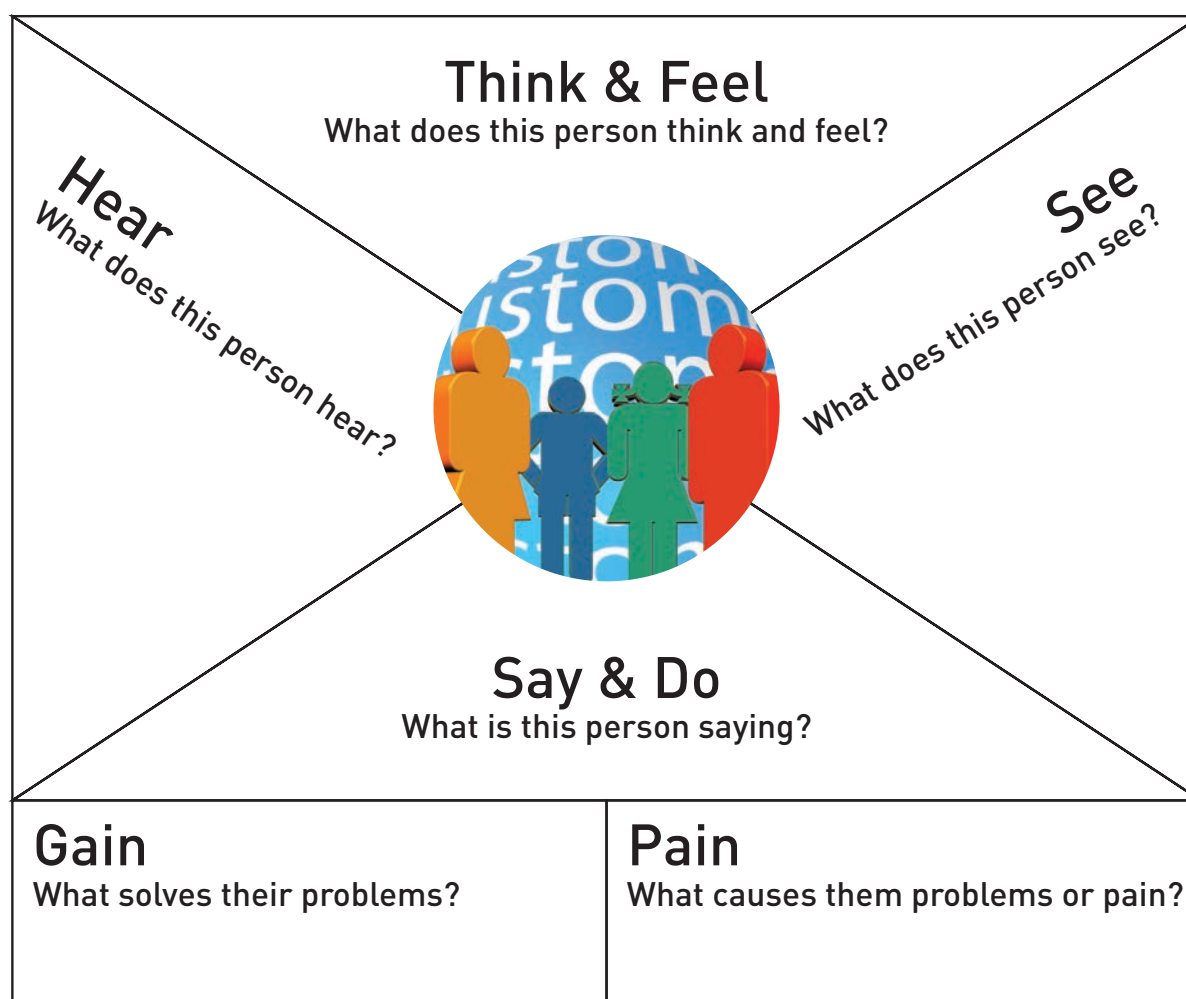 Think & Feel
What does this person think and feel?
Hear
What does this person hear?
See
What does this person see?
ustom
Say & Do
What is this person saying?
Gain
What solves their problems?
Pain
What causes them problems or pain?